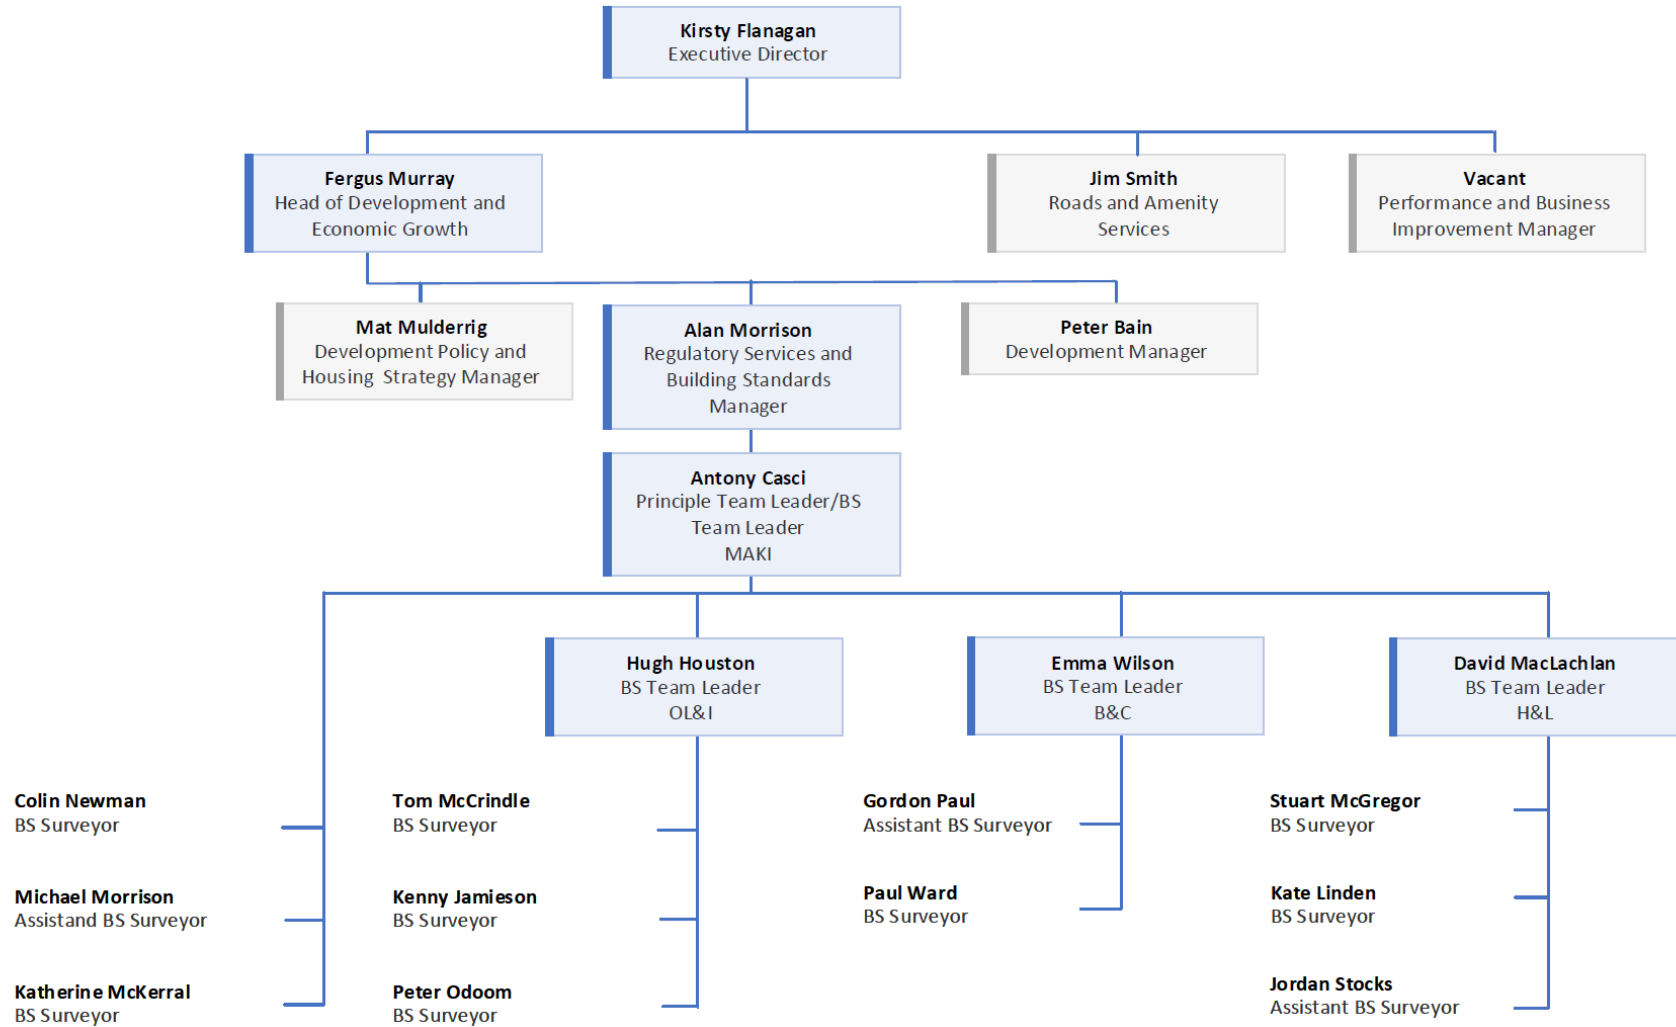 Kirsty Flanagan
Executive Director
Fergus Murray
Head of Development and
Economic Growth
Jim Smith
Roads and Amenity
Services
Vacant
Performance and Business
Improvement Manager
Mat Mulderrig
Development Policy and
Housing Strategy Manager
Alan Morrison
Regulatory Services and
Building Standards
Manager
Peter Bain
Development Manager
Antony Casci
Principle Team Leader/BS
Team Leader
MAKI
Hugh Houston
BS Team Leader
OL&I
Emma Wilson
BS Team Leader
B&C
David MacLachlan
BS Team Leader
H&L
Colin Newman
BS Surveyor
Michael Morrison
Assistand BS Surveyor
Katherine McKerral
BS Surveyor
Tom McCrindle
BS Surveyor
Kenny Jamieson
BS Surveyor
Peter Odoom
BS Surveyor
Gordon Paul
Assistant BS Surveyor
Paul Ward
BS Surveyor
Stuart McGregor
BS Surveyor
Kate Linden
BS Surveyor
Jordan Stocks
Assistant BS Surveyor